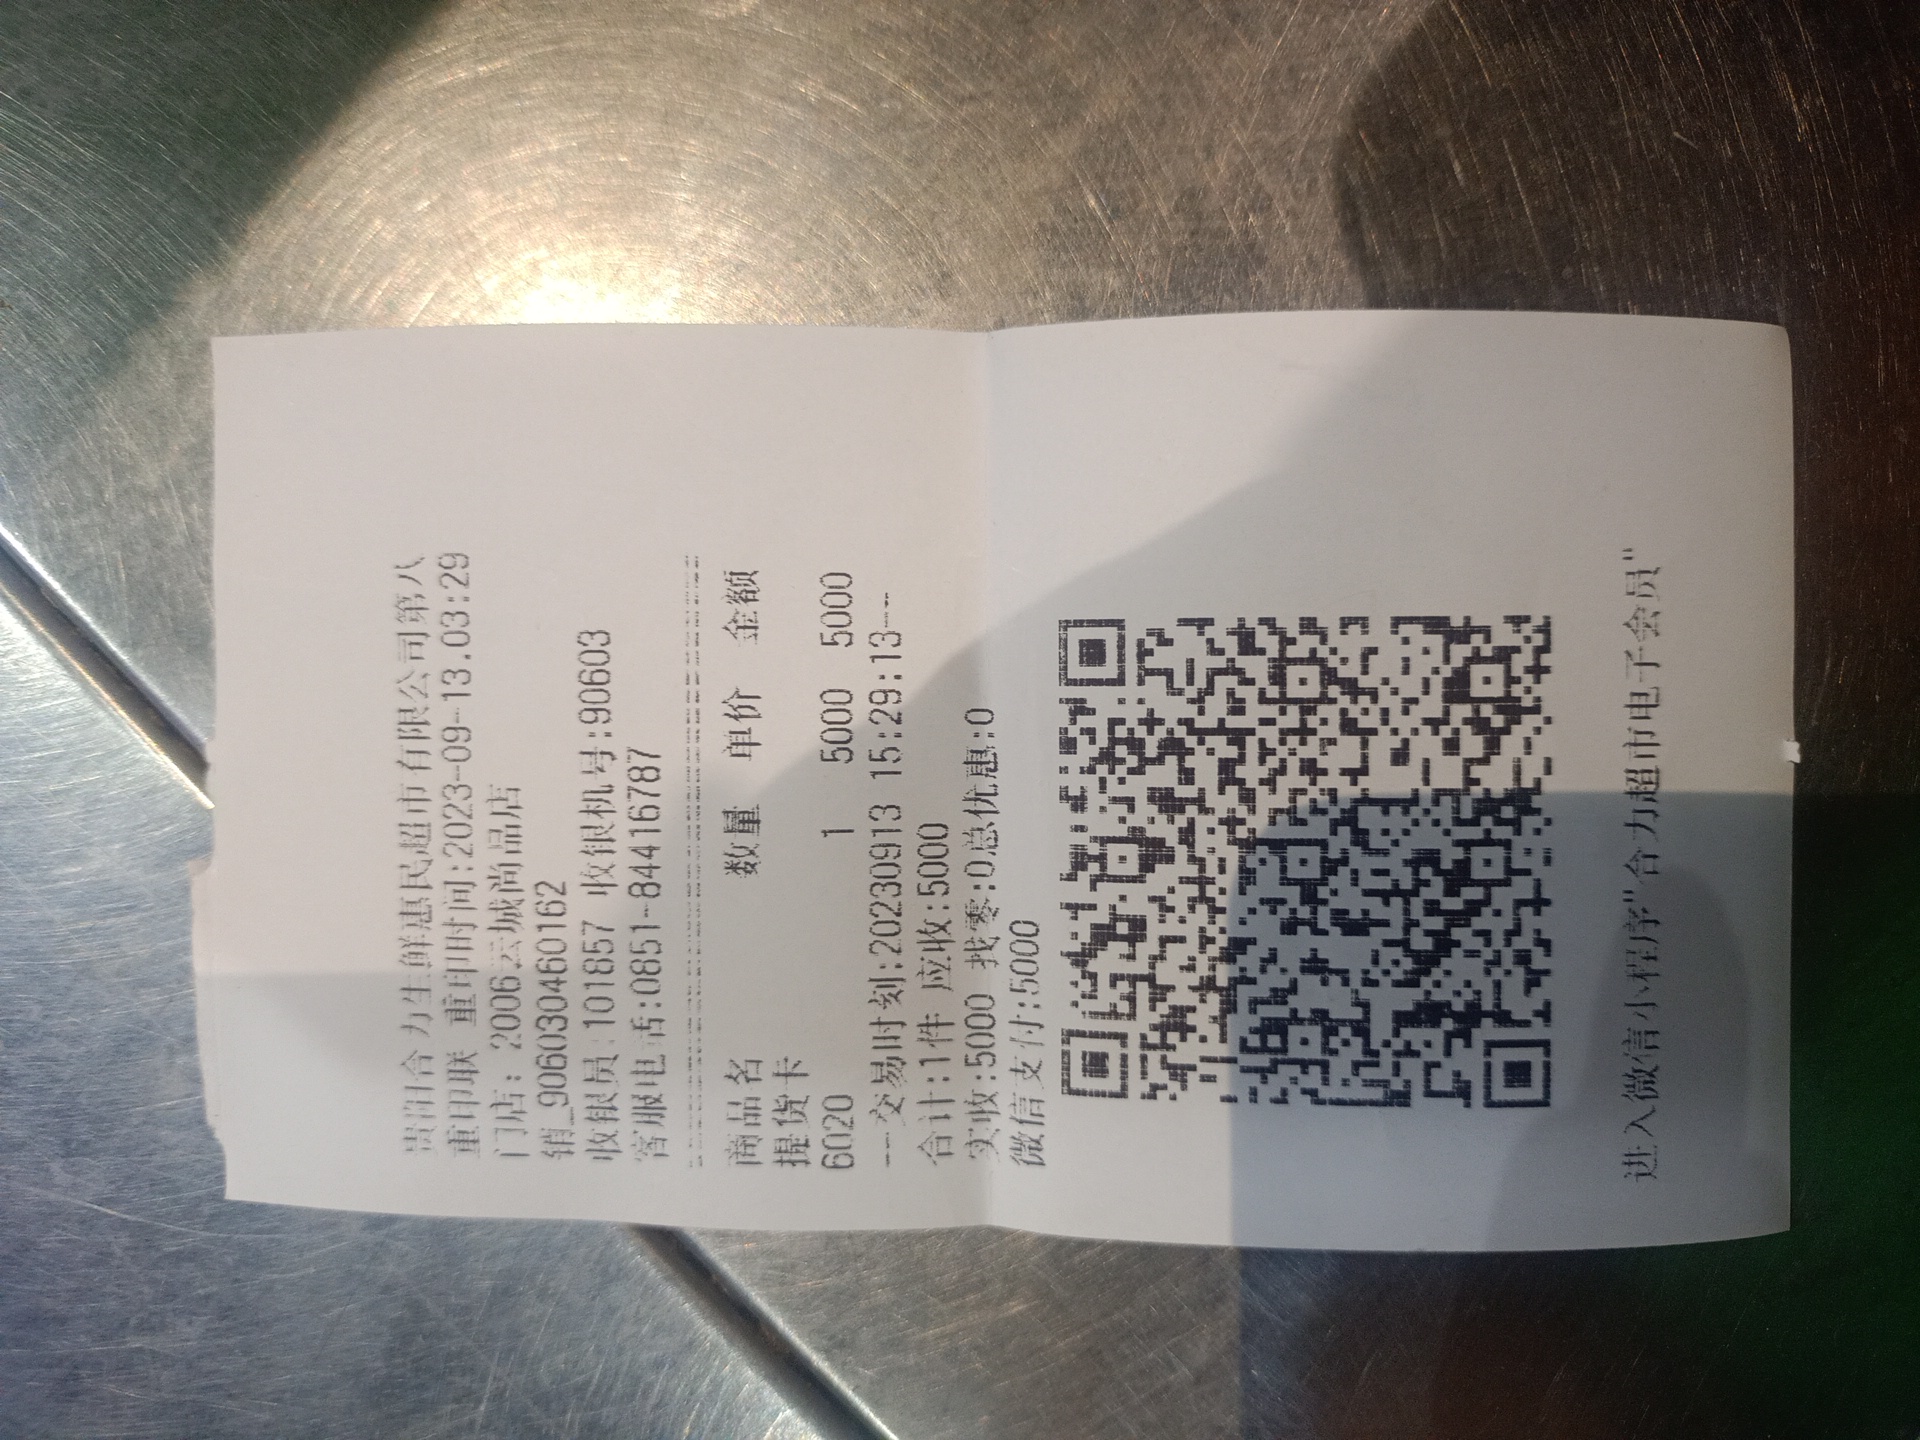 贵阳合力生鲜惠民超市有限公司第八
重印联 重印时间:2023-09-13.03:29
门店: 2006云城尚品店
销_906030460162
收银员:101857 收银机号:90603
客服电话:0851-84416787
商品名 数量 单价 金额
提货卡
6020 1 5000 5000
---交易时刻:20230913 15:29:13---
合计:1件 应收:5000
实收:5000 找零:0总优惠:0
微信支付:5000
进入微信小程序"合力超市电子会员"